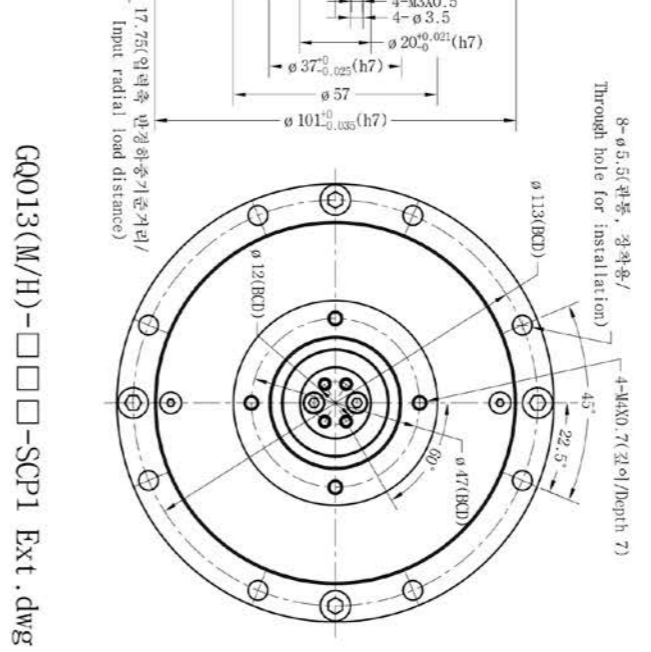 4-M3X0.5
4-ø3.5
ø20 +0.021 -0 (h7)
ø37 +0 -0.025 (h7)
ø57
ø101 +0 -0.035 (h7)
17.75(입력축 반경하중기준거리/
Input radial load distance)
8-ø5.5(관통, 장착용/
Through hole for installation)
ø113(BCD)
ø12(BCD)
4-M4X0.7(깊이/Depth 7)
45°
22.5°
60°
ø47(BCD)
GQ013(M/H)-□□□-SCP1 Ext.dwg